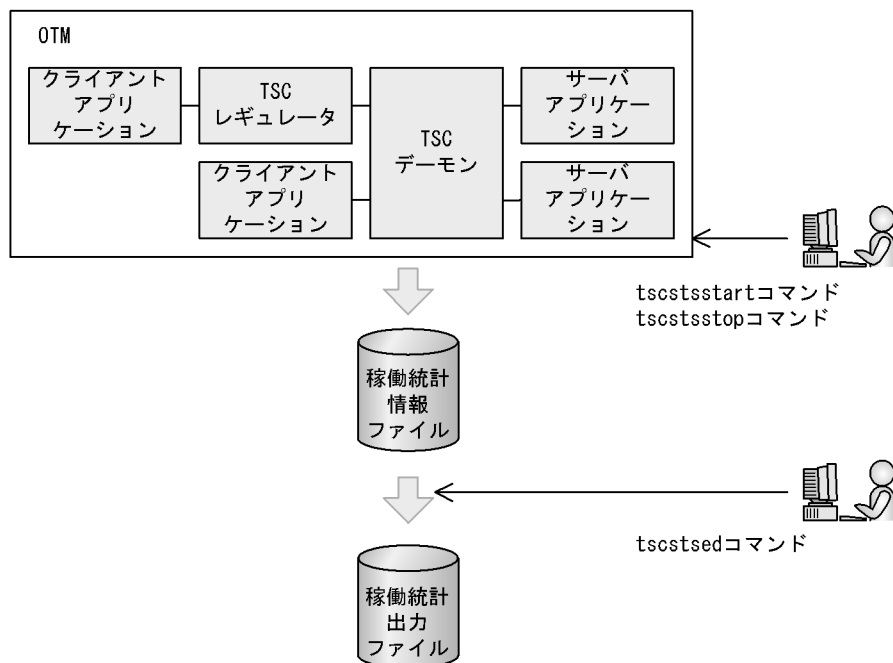 OTM
クライアント
アプリ
ケーション
TSC
レギュレータ
TSC
デーモン
サーバ
アプリケー
ション
クライアント
アプリ
ケーション
サーバ
アプリケー
ション
tscstsstartコマンド
tscstsstopコマンド
稼働統計
情報
ファイル
tscstsedコマンド
稼働統計
出力
ファイル